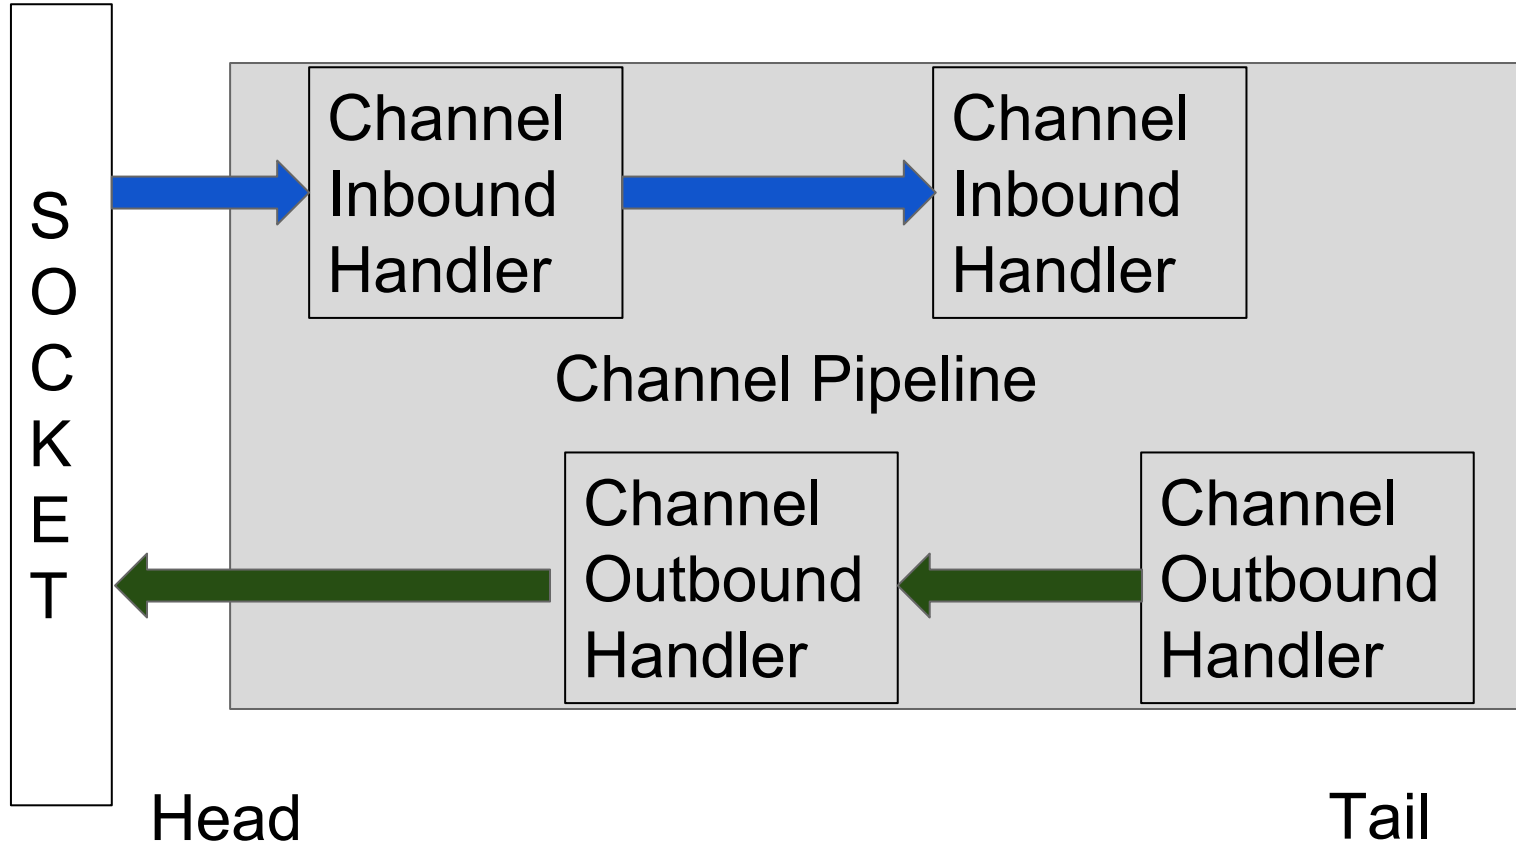 S
O
C
K
E
T
Channel
Inbound
Handler
Channel
Inbound
Handler
Channel Pipeline
Channel
Outbound
Handler
Channel
Outbound
Handler
Head
Tail